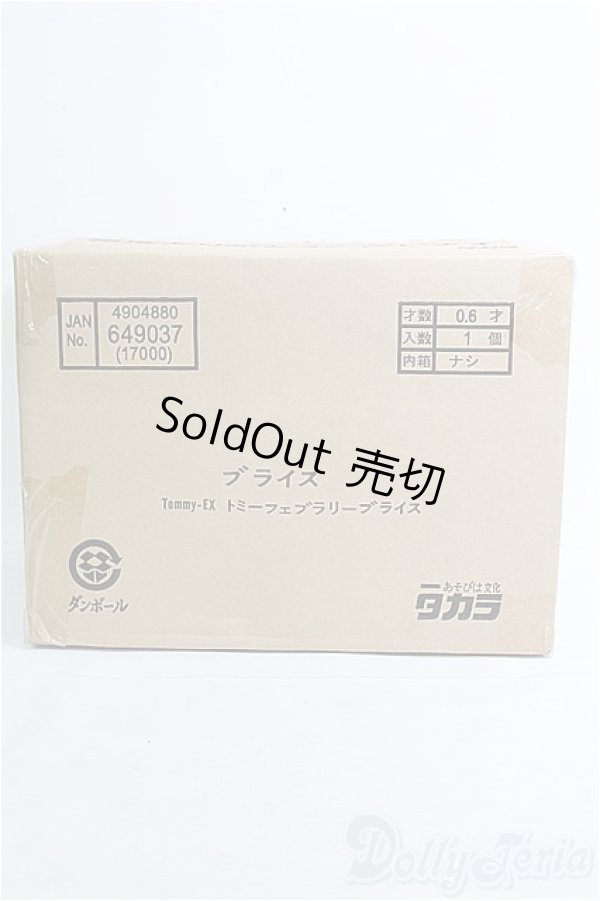 JAN No.
4904880
649037
(17000)
才数 0.6 才
入数 1 個
内箱 ナシ
SoldOut 売切
ブライス
Tommy-EX トミーフェブラリーブライス
ダンボール
あそびは文化
タカラ
DollyTeria